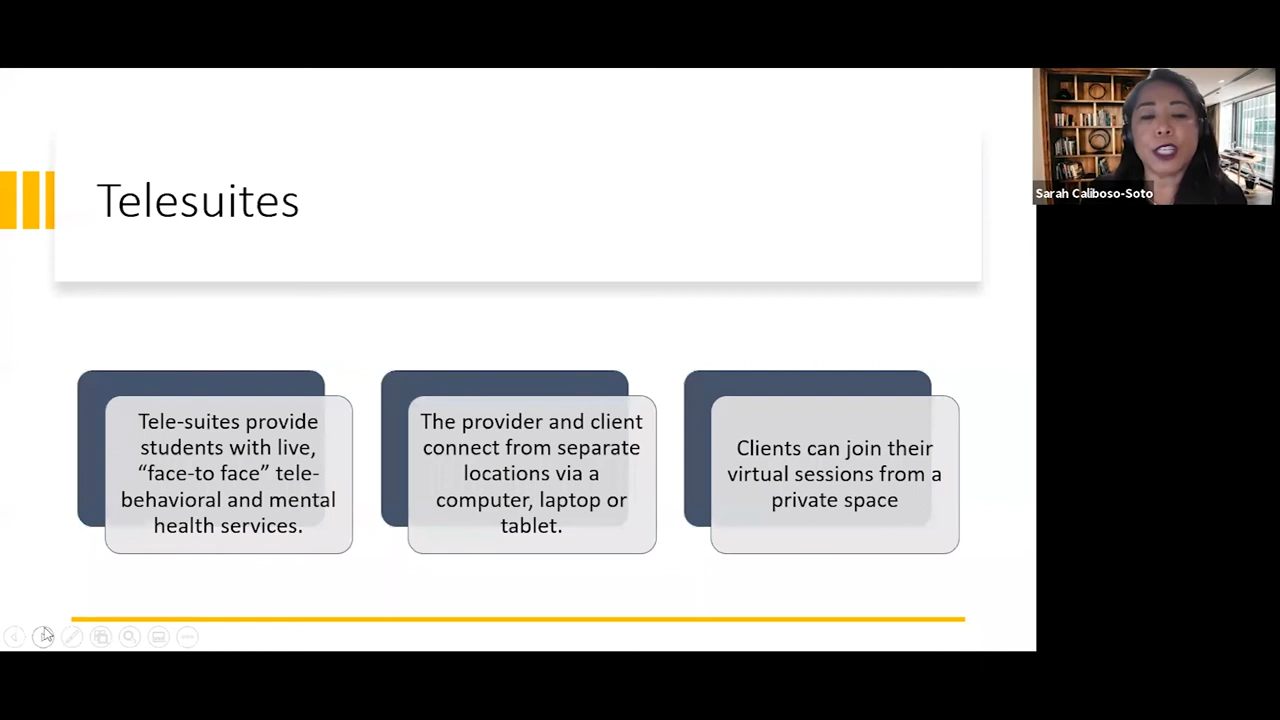 Telesuites
Tele-suites provide
students with live,
“face-to face” tele-
behavioral and mental
health services.
The provider and client
connect from separate
locations via a
computer, laptop or
tablet.
Clients can join their
virtual sessions from a
private space
Sarah Caliboso-Soto